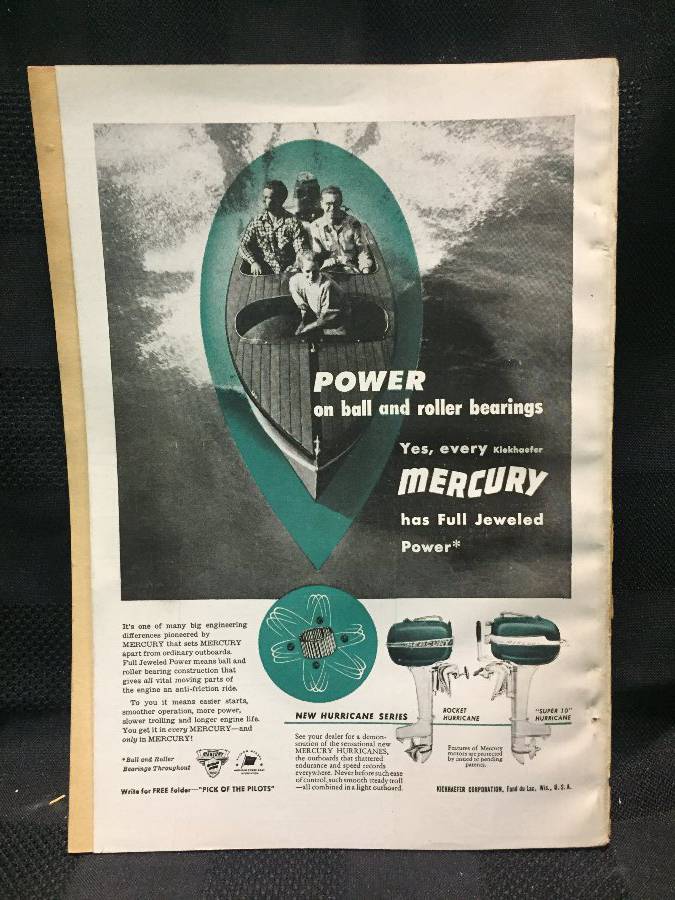 POWER
on ball and roller bearings
Yes, every Kiekhaefer
MERCURY
has Full Jeweled
Power*
It's one of many big engineering
differences pioneered by
MERCURY that sets MERCURY
apart from ordinary outboards.
Full Jeweled Power means ball and
roller bearing construction that
gives all vital moving parts of
the engine an anti-friction ride.
To you it means easier starts,
smoother operation, more power,
slower trolling and longer engine life.
You get it in every MERCURY—and
only in MERCURY!
*Ball and Roller
Bearings Throughout
MERCURY
Write for FREE folder—"PICK OF THE PILOTS"
NEW HURRICANE SERIES
See your dealer for a demon-
stration of the sensational new
MERCURY HURRICANES,
the outboards that shattered
endurance and speed records
everywhere. Never before such ease
of control, such smooth steady troll
—all combined in a light outboard.
MERCURY
ROCKET
HURRICANE
"SUPER 10"
HURRICANE
Features of Mercury
motors are protected
by issued or pending
patents.
KIEKHAEFER CORPORATION, Fond du Lac, Wis., U.S.A.